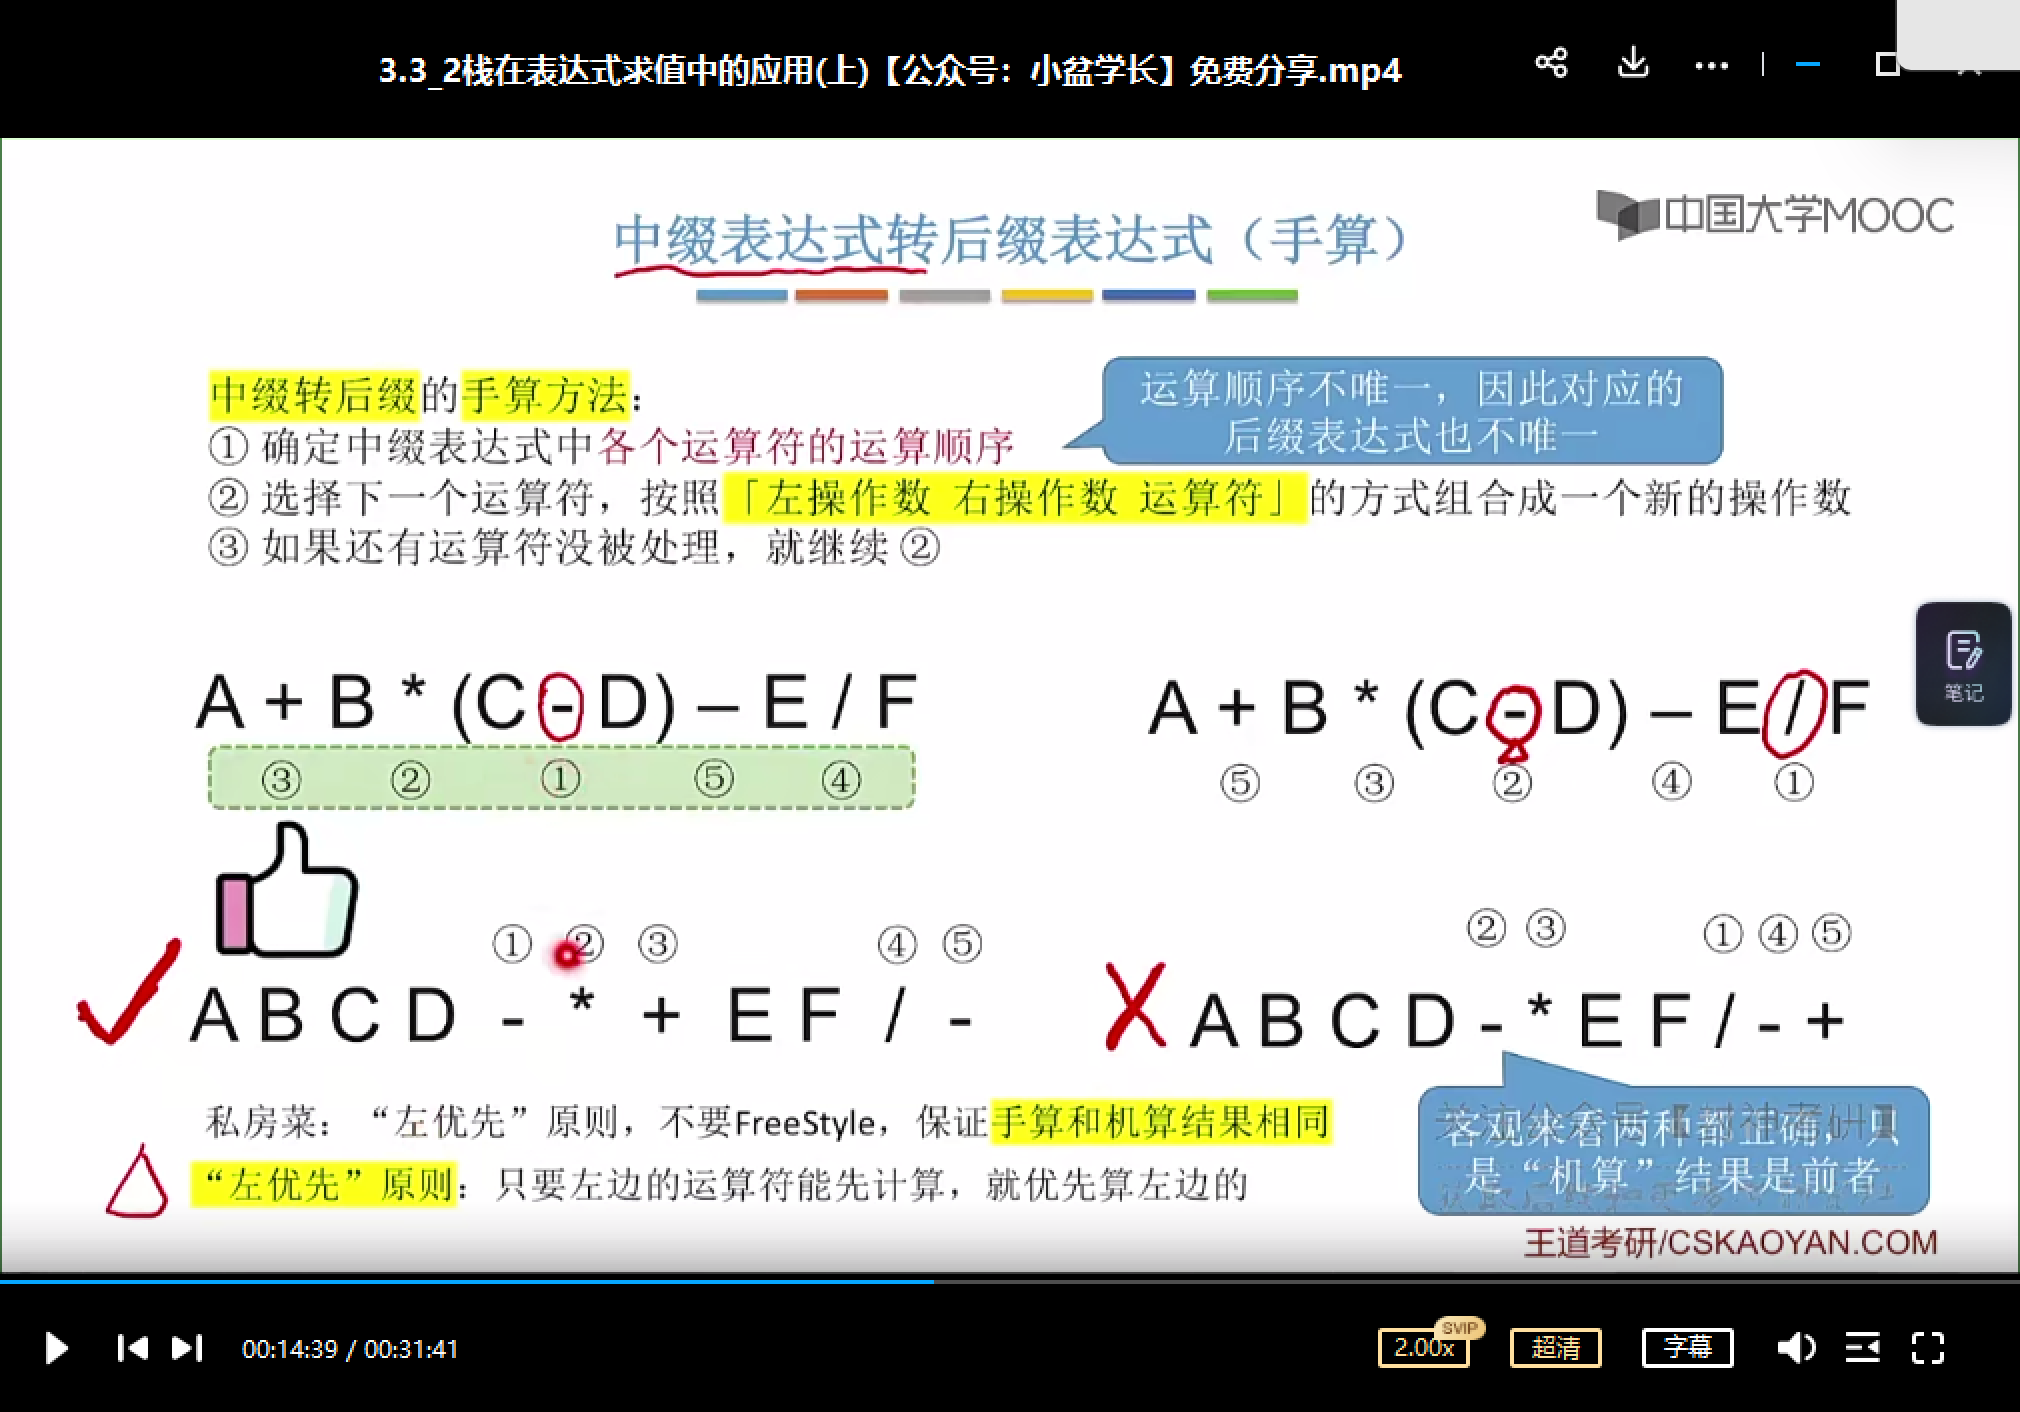 3.3_2栈在表达式求值中的应用(上)【公众号：小盆学长】免费分享.mp4
中国大学MOOC
中缀表达式转后缀表达式（手算）
中缀转后缀的手算方法：
运算顺序不唯一，因此对应的
后缀表达式也不唯一
① 确定中缀表达式中各个运算符的运算顺序
② 选择下一个运算符，按照「左操作数 右操作数 运算符」的方式组合成一个新的操作数
③ 如果还有运算符没被处理，就继续 ②
笔记
A + B * (C - D) – E / F
③ ② ① ⑤ ④
A + B * (C - D) – E / F
⑤ ③ ② ④ ①
① ② ③ ④ ⑤
A B C D - * + E F / -
② ③ ① ④ ⑤
A B C D - * E F / - +
私房菜：“左优先”原则，不要FreeStyle，保证手算和机算结果相同
“左优先”原则：只要左边的运算符能先计算，就优先算左边的
客观来看两种都正确，只
是“机算”结果是前者
王道考研/CSKAOYAN.COM
00:14:39 / 00:31:41
2.00x
SVIP
超清
字幕